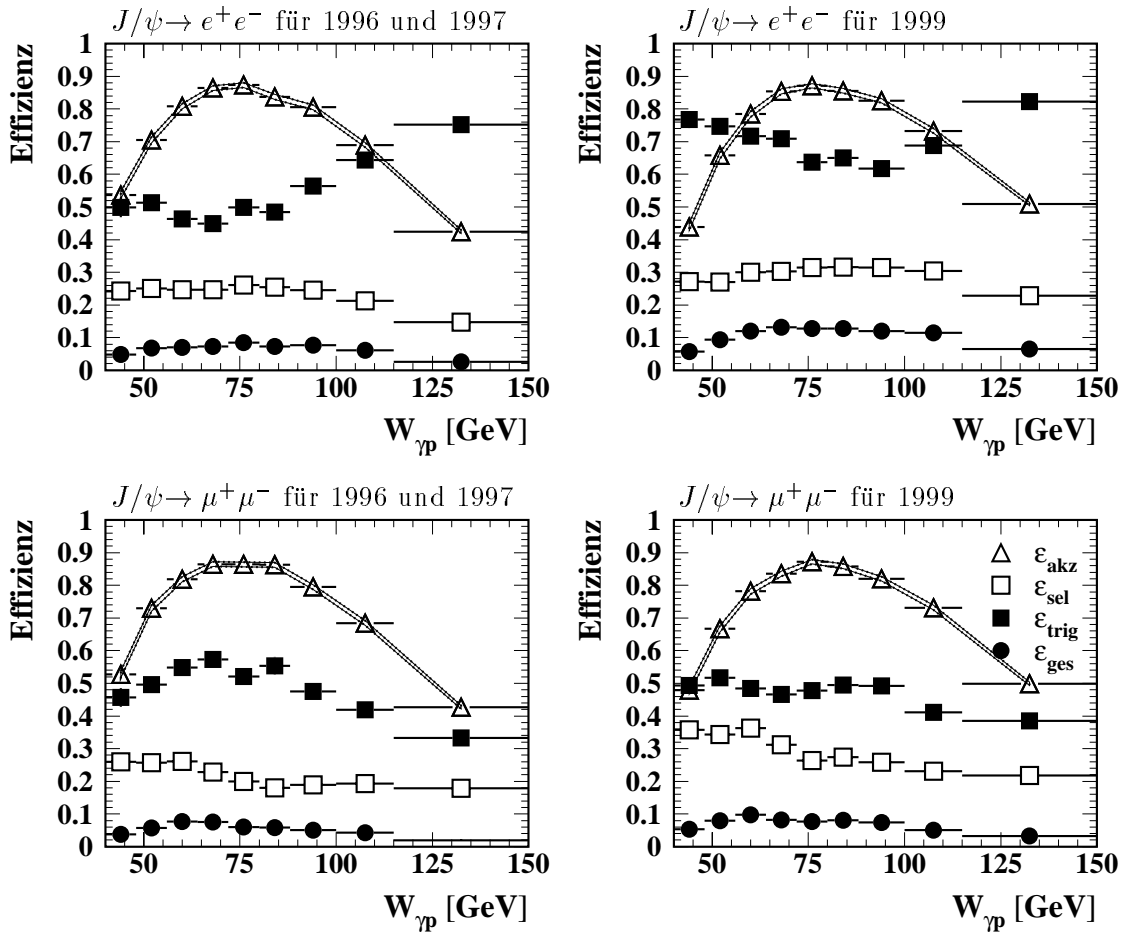 J/ψ→ e⁺e⁻ für 1996 und 1997
Effizienz
1
0.9
0.8
0.7
0.6
0.5
0.4
0.3
0.2
0.1
0
50 75 100 125 150
W_γp [GeV]
J/ψ→ e⁺e⁻ für 1999
Effizienz
1
0.9
0.8
0.7
0.6
0.5
0.4
0.3
0.2
0.1
0
50 75 100 125 150
W_γp [GeV]
J/ψ→ μ⁺μ⁻ für 1996 und 1997
Effizienz
1
0.9
0.8
0.7
0.6
0.5
0.4
0.3
0.2
0.1
0
50 75 100 125 150
W_γp [GeV]
J/ψ→ μ⁺μ⁻ für 1999
Effizienz
1
0.9
0.8
0.7
0.6
0.5
0.4
0.3
0.2
0.1
0
ε_akz
ε_sel
ε_trig
ε_ges
50 75 100 125 150
W_γp [GeV]